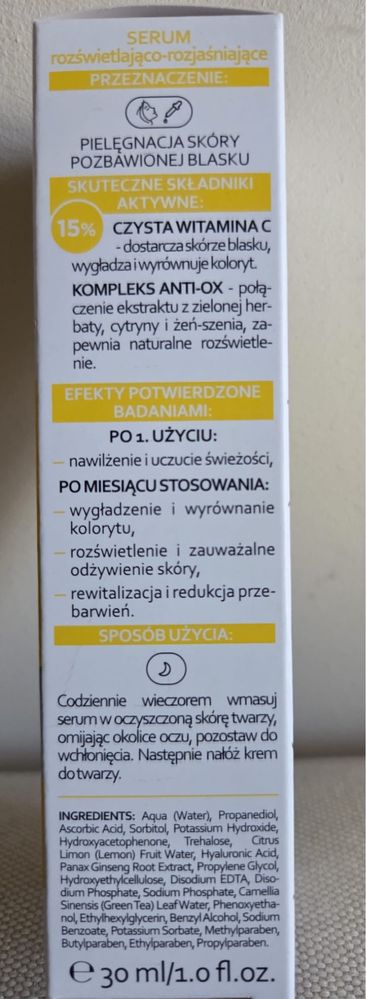 SERUM
rozświetlająco-rozjaśniające
PRZEZNACZENIE:
PIELĘGNACJA SKÓRY
POZBAWIONEJ BLASKU
SKUTECZNE SKŁADNIKI
AKTYWNE:
15% CZYSTA WITAMINA C
- dostarcza skórze blasku,
wygładza i wyrównuje koloryt.
KOMPLEKS ANTI-OX - połą-
czenie ekstraktu z zielonej her-
baty, cytryny i żeń-szenia, za-
pewnia naturalne rozświetle-
nie.
EFEKTY POTWIERDZONE
BADANIAMI:
PO 1. UŻYCIU:
– nawilżenie i uczucie świeżości,
PO MIESIĄCU STOSOWANIA:
– wygładzenie i wyrównanie
kolorytu,
– rozświetlenie i zauważalne
odżywienie skóry,
– rewitalizacja i redukcja prze-
barwień.
SPOSÓB UŻYCIA:
Codziennie wieczorem wmasuj
serum w oczyszczoną skórę twarzy,
omijając okolice oczu, pozostaw do
wchłonięcia. Następnie nałóż krem
do twarzy.
INGREDIENTS: Aqua (Water), Propanediol,
Ascorbic Acid, Sorbitol, Potassium Hydroxide,
Hydroxyacetophenone, Trehalose, Citrus
Limon (Lemon) Fruit Water, Hyaluronic Acid,
Panax Ginseng Root Extract, Propylene Glycol,
Hydroxyethylcellulose, Disodium EDTA, Diso-
dium Phosphate, Sodium Phosphate, Camellia
Sinensis (Green Tea) Leaf Water, Phenoxyetha-
nol, Ethylhexylglycerin, Benzyl Alcohol, Sodium
Benzoate, Potassium Sorbate, Methylparaben,
Butylparaben, Ethylparaben, Propylparaben.
℮ 30 ml/1.0 fl.oz.